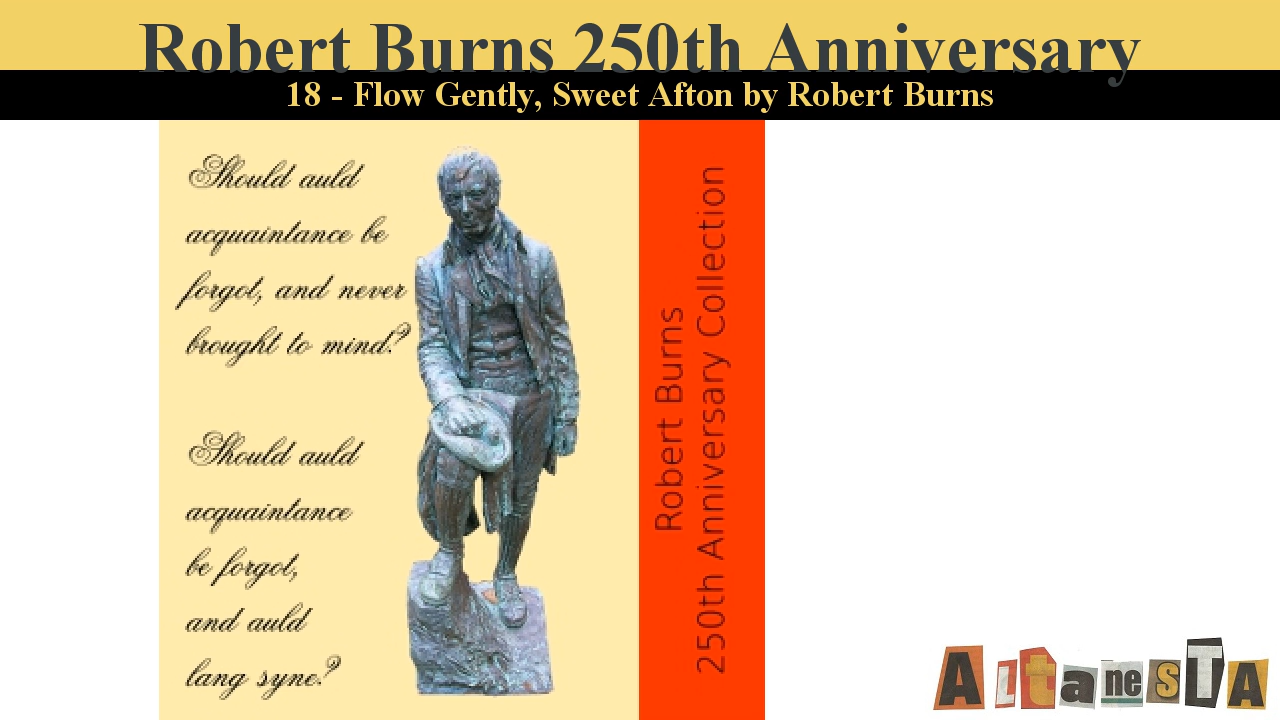 Robert Burns 250th Anniversary
18 - Flow Gently, Sweet Afton by Robert Burns
Should auld
acquaintance be
forgot, and never
brought to mind?
Should auld
acquaintance
be forgot,
and auld
lang syne?
Robert Burns
250th Anniversary Collection
AltanesTA